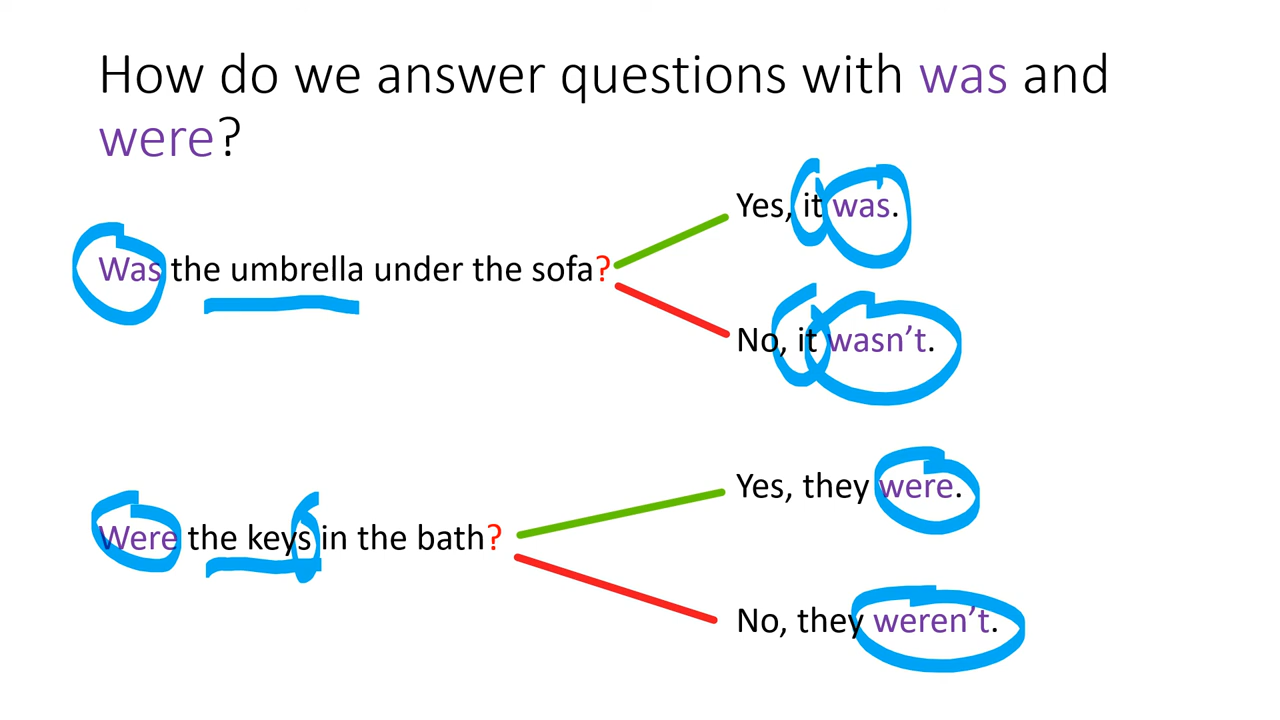 How do we answer questions with was and
were?
Yes, it was.
Was the umbrella under the sofa?
No, it wasn’t.
Yes, they were.
Were the keys in the bath?
No, they weren’t.